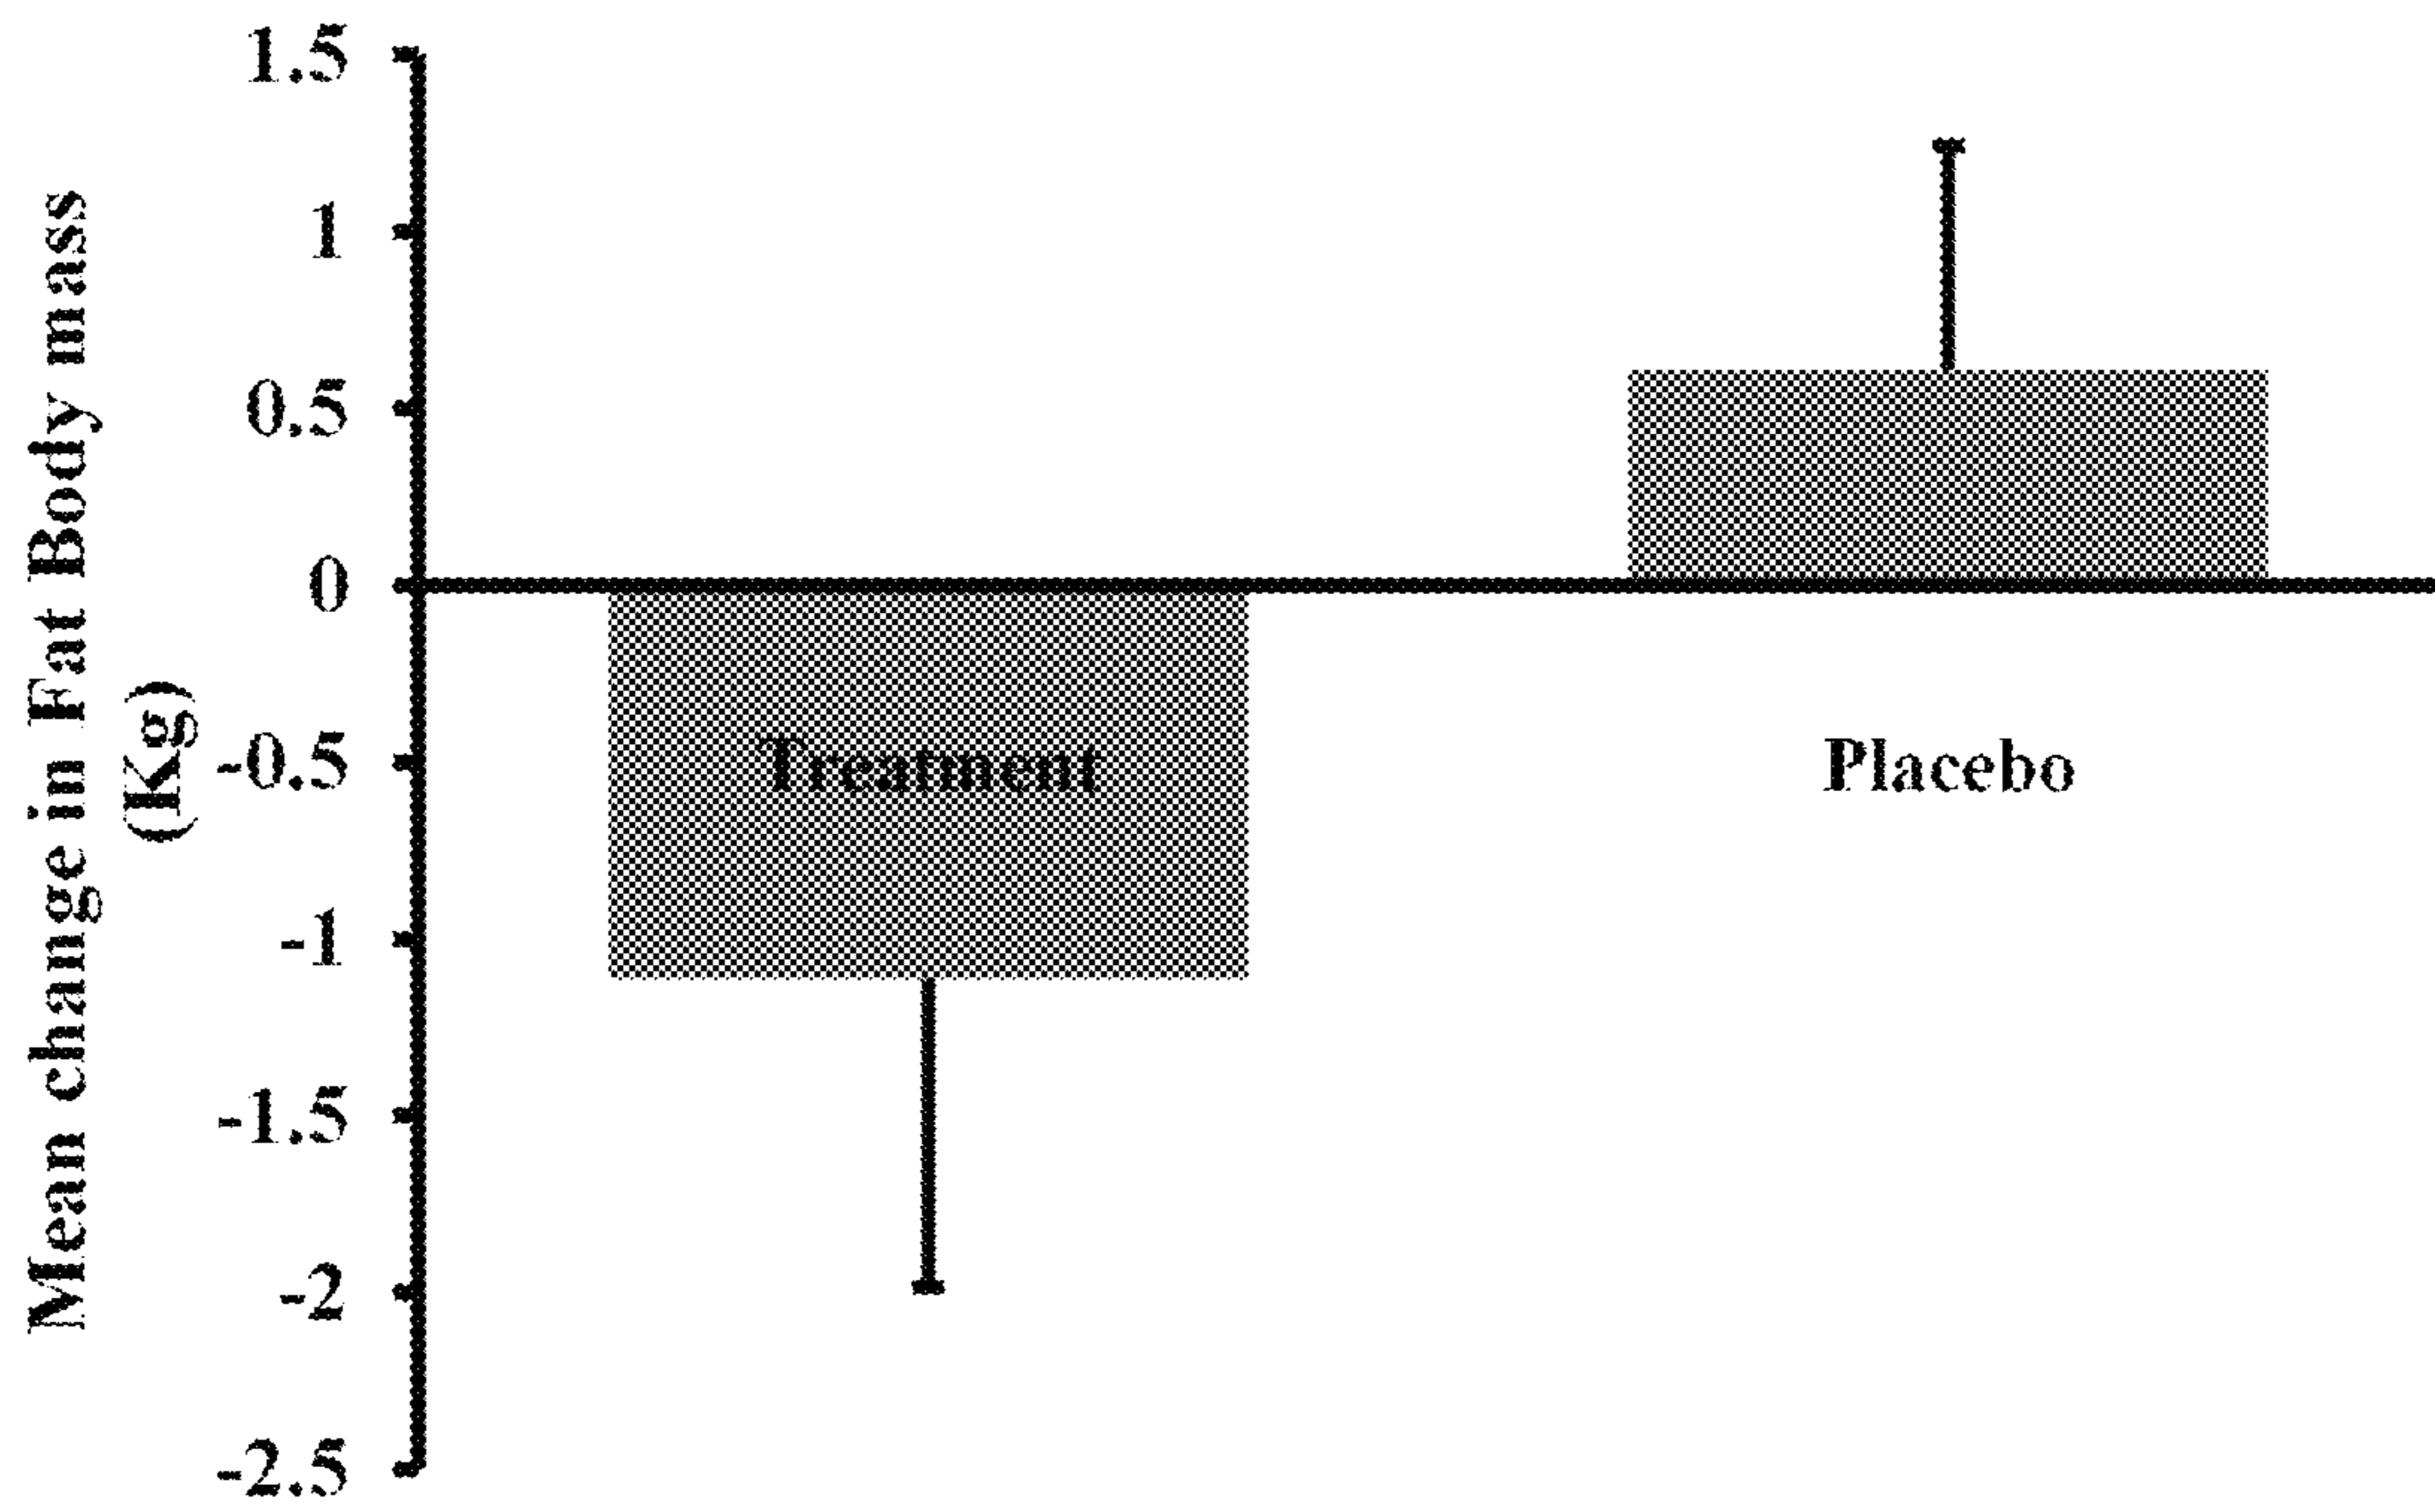 Mean change in Fat Body mass
(Kg)
1.5
1
0.5
0
-0.5
-1
-1.5
-2
-2.5
Treatment
Placebo